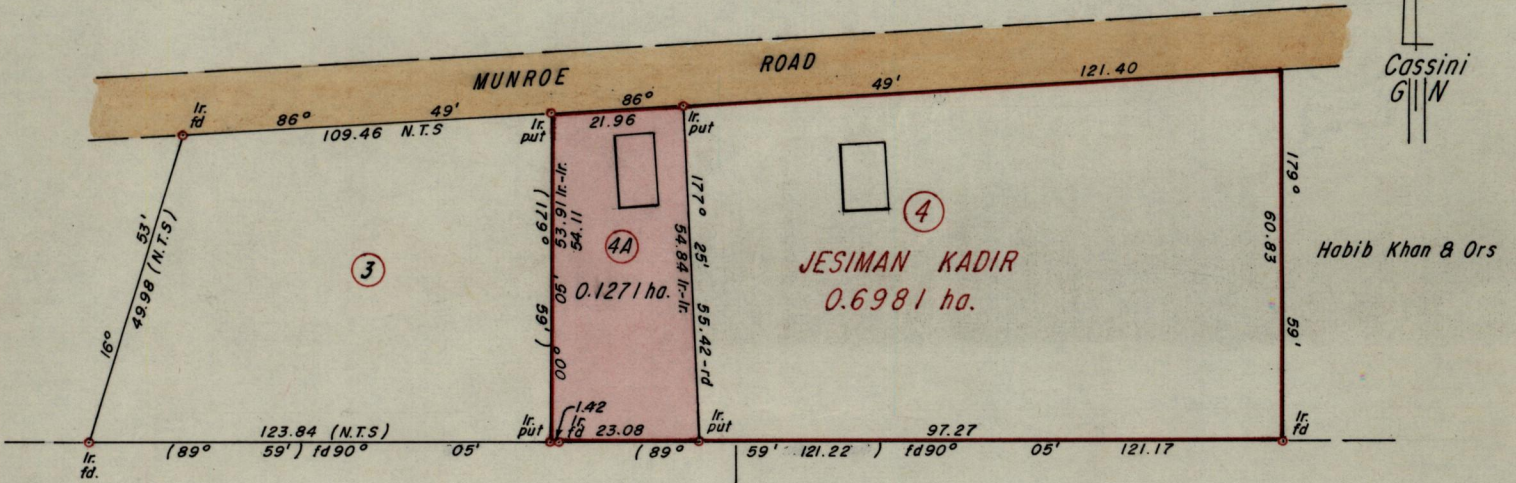 MUNROE ROAD
Cassini
G N
Ir.
fd
86° 49'
109.46 N.T.S
Ir.
put
86°
21.96
Ir.
put
49' 121.40
16° 49.98 (N.T.S) 53'
3
(179° 59')
53.91 Ir.-Ir.
54.11
00° 05'
4A
0.1271 ha.
177° 25'
54.84 Ir.-Ir.
55.42-rd
4
JESIMAN KADIR
0.6981 ha.
179° 59'
60.83
Habib Khan & Ors
Ir.
fd.
123.84 (N.T.S)
(89° 59') fd 90° 05'
Ir.
put
1.42
Ir.
fd
23.08
Ir.
put
97.27
Ir.
fd
(89° 59' 121.22 ) fd 90° 05' 121.17